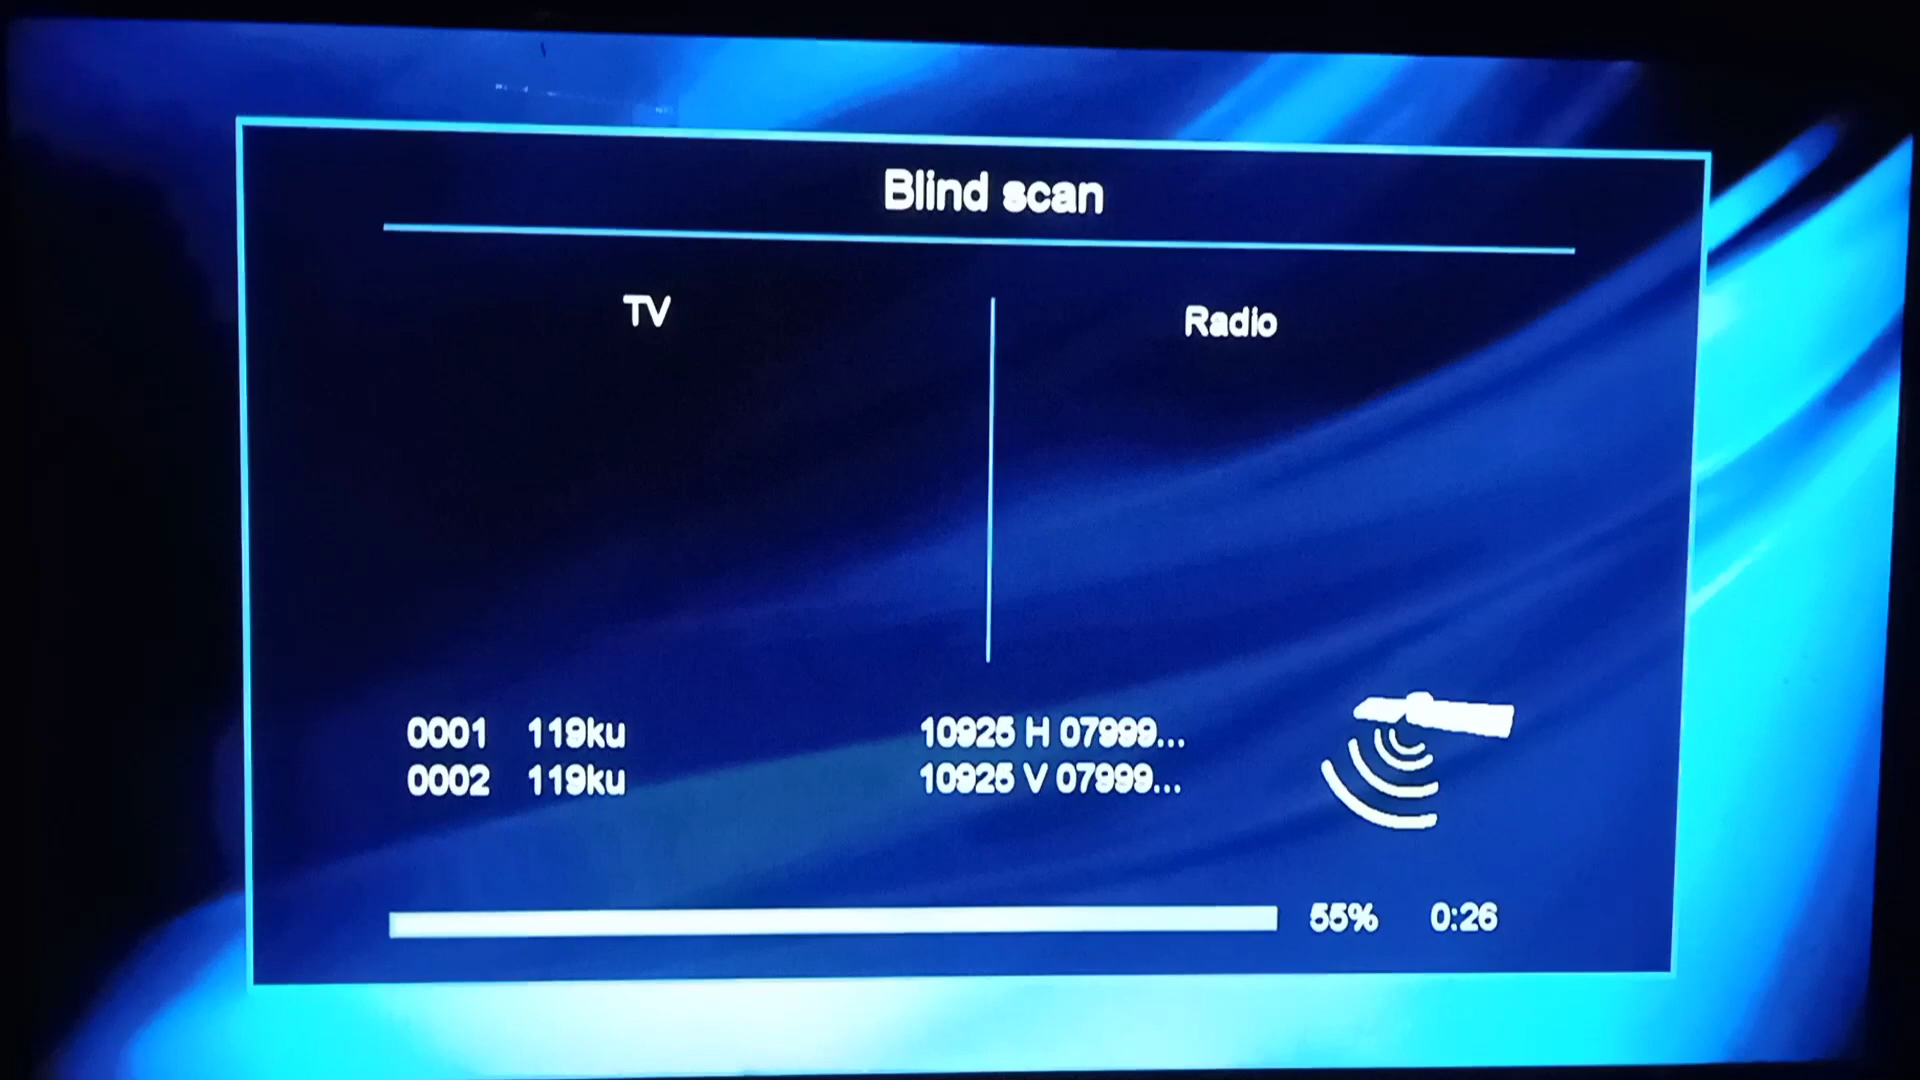 Blind scan
TV
Radio
0001 119ku 10925 H 07999...
0002 119ku 10925 V 07999...
55% 0:26